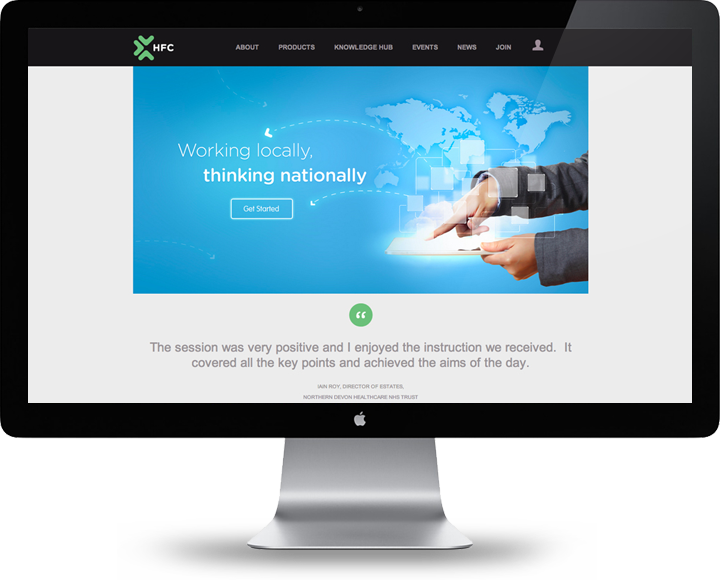 HFC
ABOUT PRODUCTS KNOWLEDGE HUB EVENTS NEWS JOIN
Working locally,
thinking nationally
Get Started
“
The session was very positive and I enjoyed the instruction we received. It
covered all the key points and achieved the aims of the day.
IAIN ROY, DIRECTOR OF ESTATES,
NORTHERN DEVON HEALTHCARE NHS TRUST